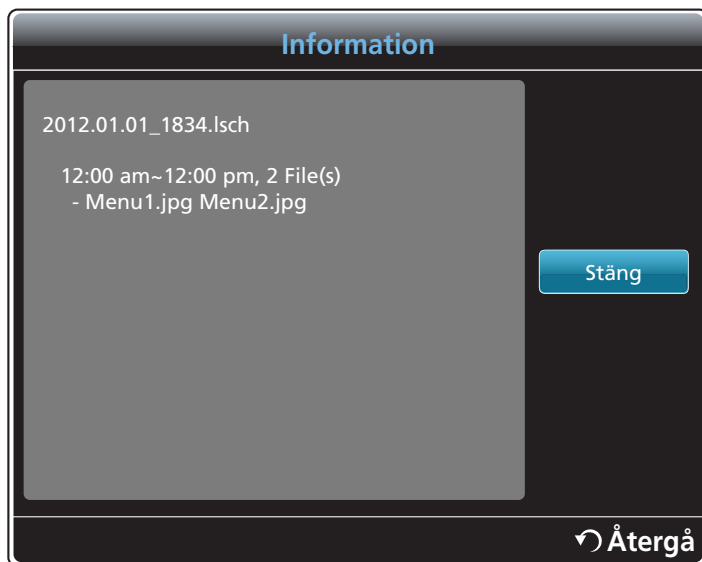 Information
2012.01.01_1834.lsch
12:00 am~12:00 pm, 2 File(s)
- Menu1.jpg Menu2.jpg
Stäng
Återgå